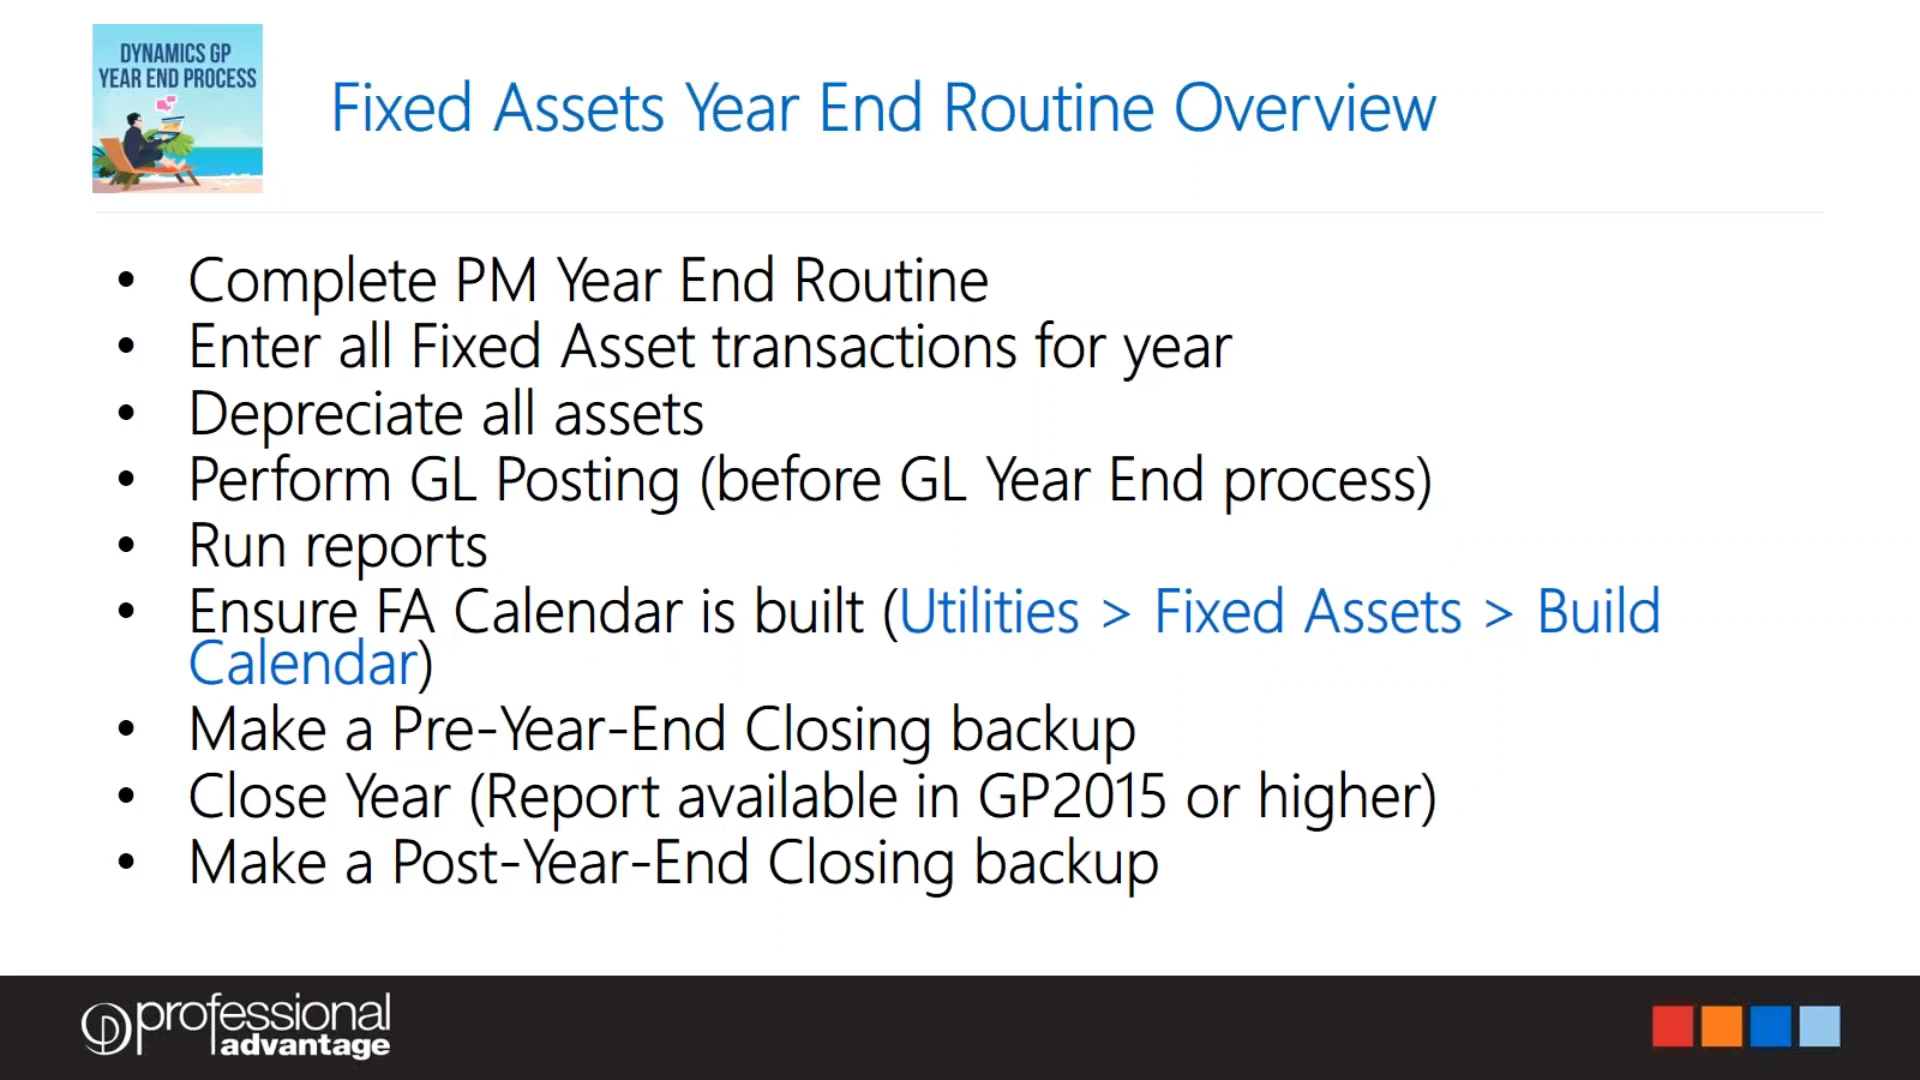 DYNAMICS GP
YEAR END PROCESS
Fixed Assets Year End Routine Overview
• Complete PM Year End Routine
• Enter all Fixed Asset transactions for year
• Depreciate all assets
• Perform GL Posting (before GL Year End process)
• Run reports
• Ensure FA Calendar is built (Utilities > Fixed Assets > Build
Calendar)
• Make a Pre-Year-End Closing backup
• Close Year (Report available in GP2015 or higher)
• Make a Post-Year-End Closing backup
professional
advantage